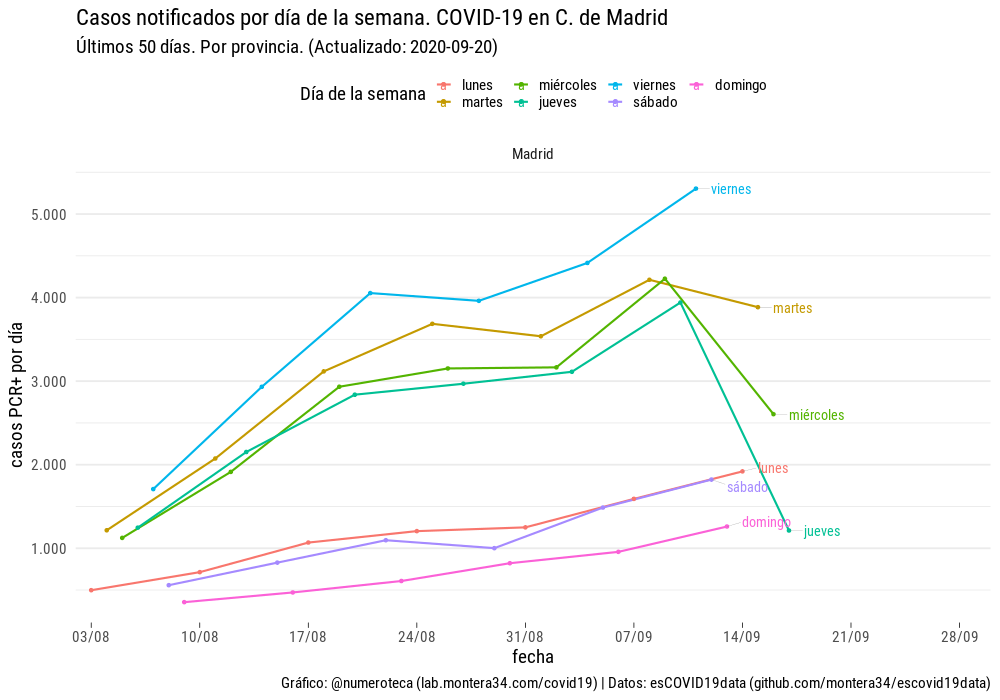 Casos notificados por día de la semana. COVID-19 en C. de Madrid
Últimos 50 días. Por provincia. (Actualizado: 2020-09-20)
Día de la semana
lunes
martes
miércoles
jueves
viernes
sábado
domingo
Madrid
casos PCR+ por día
5.000
4.000
3.000
2.000
1.000
viernes
martes
miércoles
lunes
sábado
domingo
jueves
03/08 10/08 17/08 24/08 31/08 07/09 14/09 21/09 28/09
fecha
Gráfico: @numeroteca (lab.montera34.com/covid19) | Datos: esCOVID19data (github.com/montera34/escovid19data)